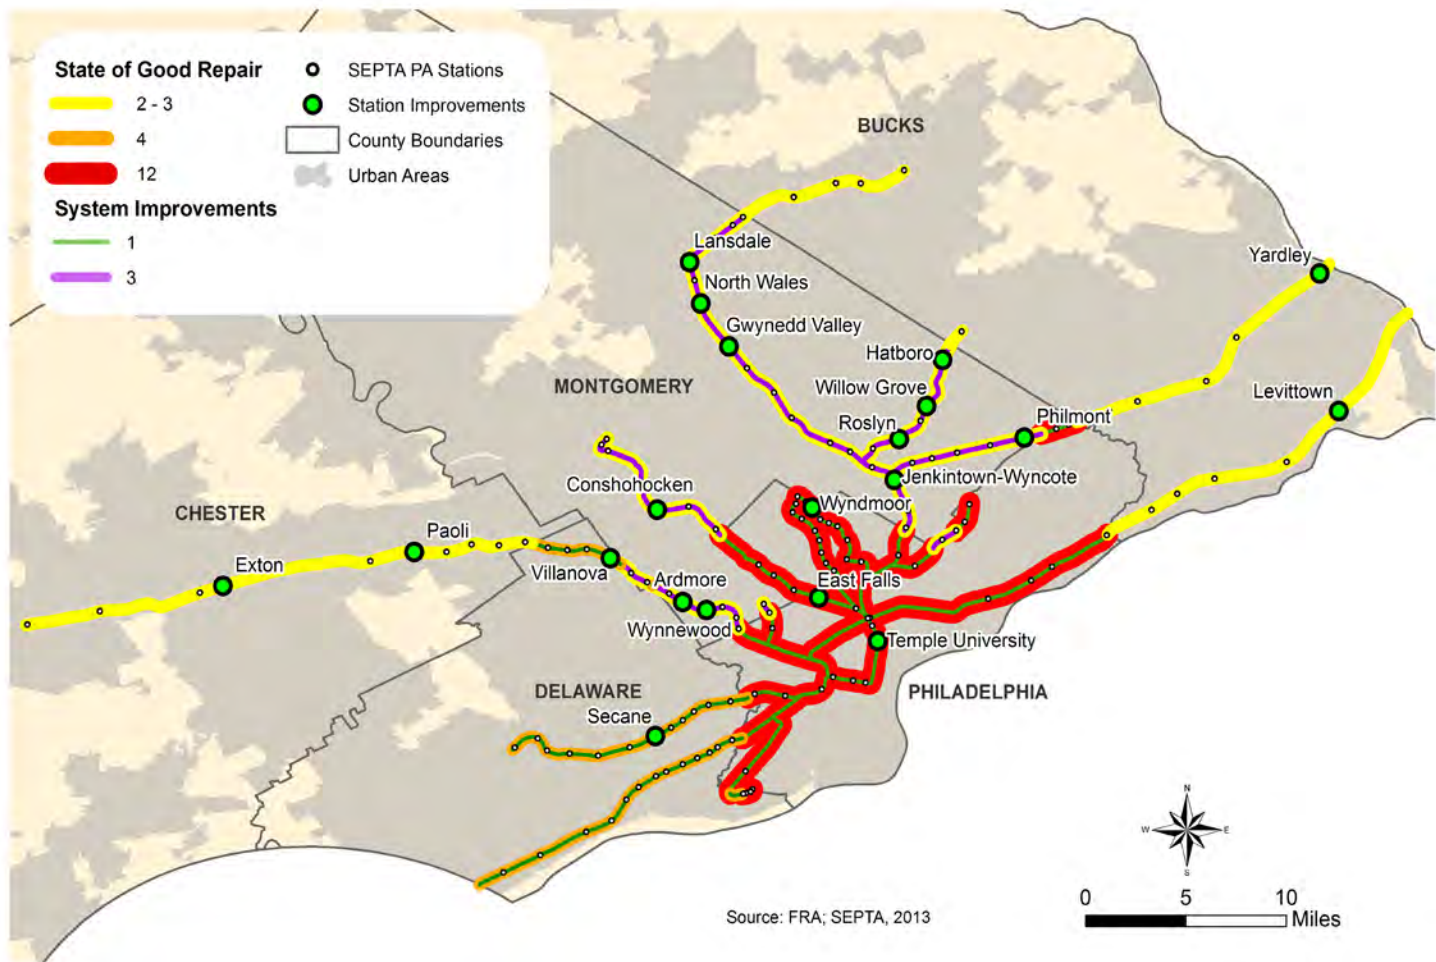 State of Good Repair
2 - 3
4
12
System Improvements
1
3
SEPTA PA Stations
Station Improvements
County Boundaries
Urban Areas
BUCKS
Lansdale
Yardley
North Wales
Gwynedd Valley
Hatboro
MONTGOMERY
Willow Grove
Levittown
Roslyn
Philmont
Conshohocken
Jenkintown-Wyncote
CHESTER
Wyndmoor
Paoli
Exton
Villanova
Ardmore
East Falls
Wynnewood
Temple University
DELAWARE
PHILADELPHIA
Secane
N
W
E
S
0 5 10
Miles
Source: FRA; SEPTA, 2013